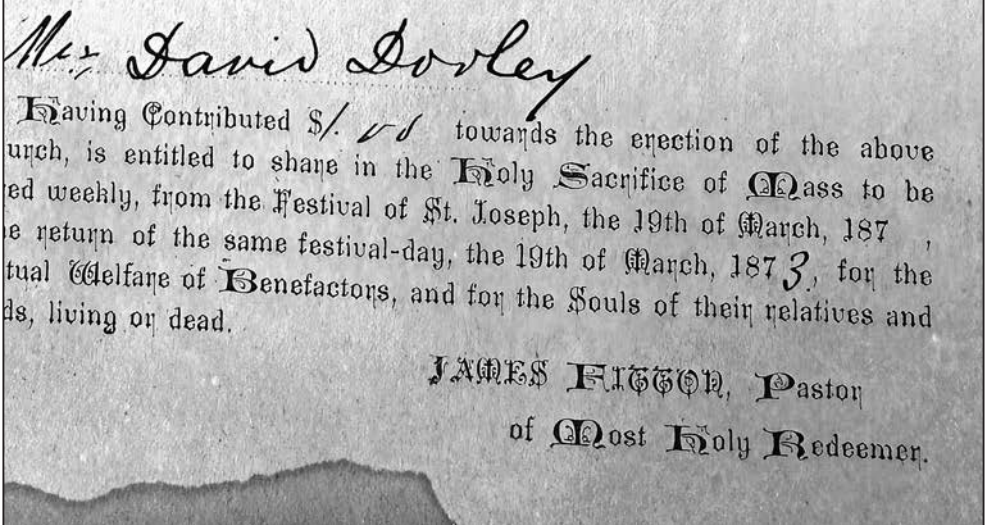 Mrs David Dooley
Having Contributed $1.00 towards the erection of the above
urch, is entitled to share in the Holy Sacrifice of Mass to be
ed weekly, from the Festival of St. Joseph, the 19th of March, 187 ,
e return of the same festival-day, the 19th of March, 1873, for the
tual Welfare of Benefactors, and for the Souls of their relatives and
ds, living or dead.
JAMES FITTON, Pastor
of Most Holy Redeemer.